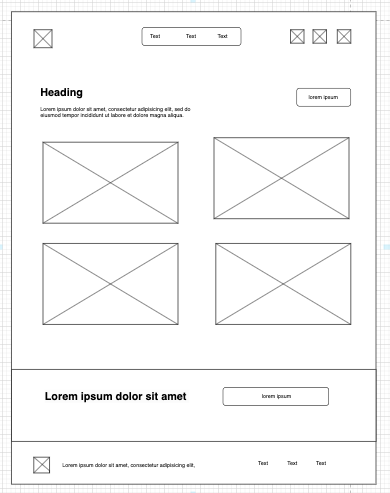 Text Text Text
Heading
lorem ipsum
Lorem ipsum dolor sit amet, consectetur adipisicing elit, sed do
eiusmod tempor incididunt ut labore et dolore magna aliqua.
Lorem ipsum dolor sit amet
lorem ipsum
Lorem ipsum dolor sit amet, consectetur adipisicing elit,
Text Text Text